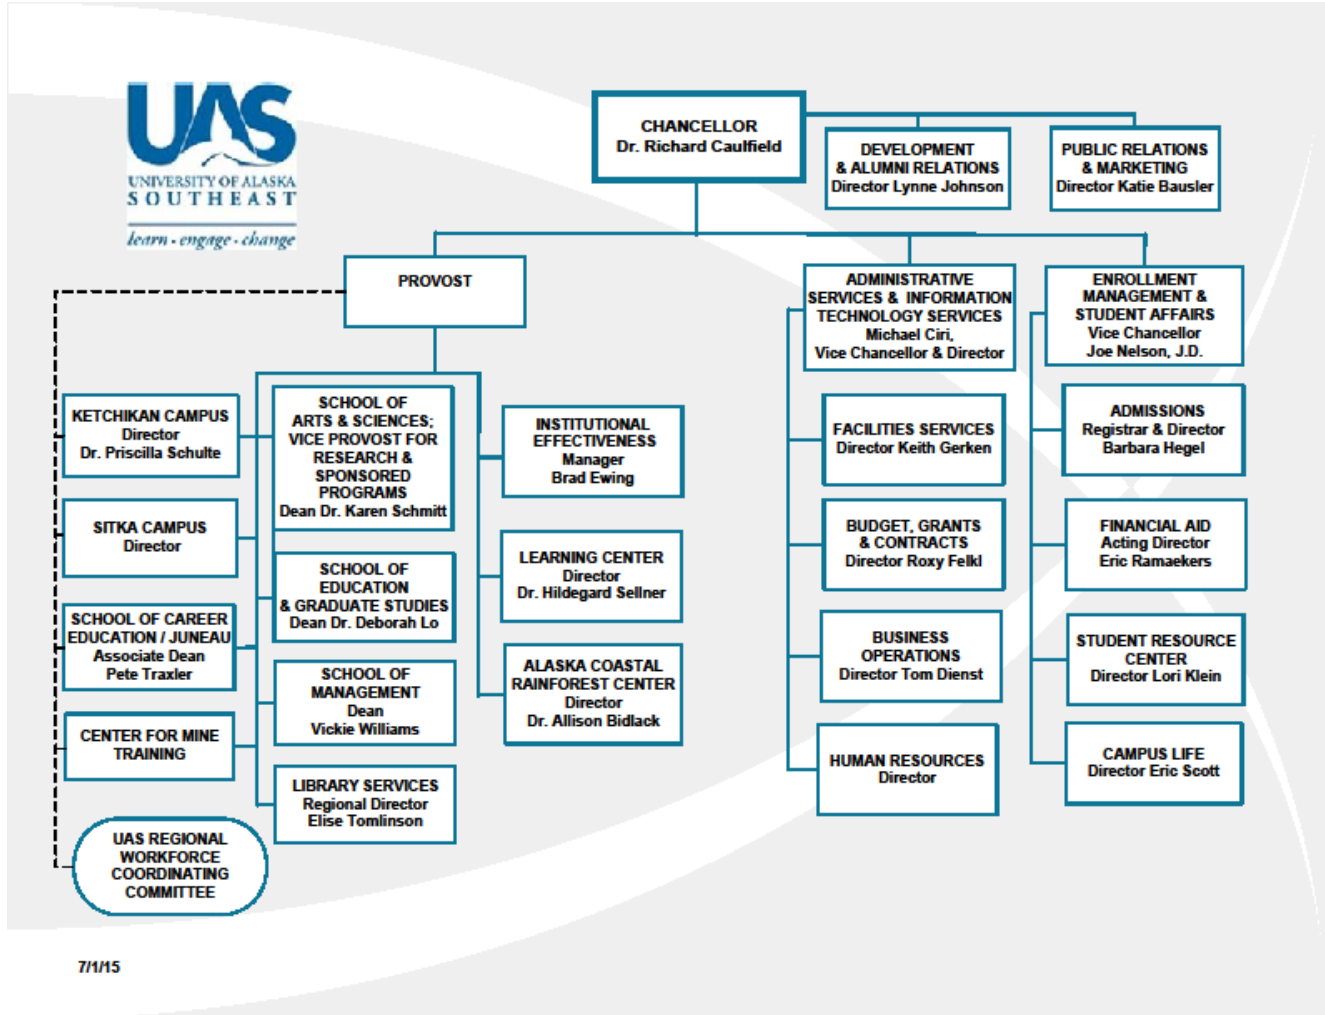 UAS
UNIVERSITY OF ALASKA
SOUTHEAST
learn • engage • change
CHANCELLOR
Dr. Richard Caulfield
DEVELOPMENT
& ALUMNI RELATIONS
Director Lynne Johnson
PUBLIC RELATIONS
& MARKETING
Director Katie Bausler
PROVOST
ADMINISTRATIVE
SERVICES & INFORMATION
TECHNOLOGY SERVICES
Michael Ciri,
Vice Chancellor & Director
ENROLLMENT
MANAGEMENT &
STUDENT AFFAIRS
Vice Chancellor
Joe Nelson, J.D.
KETCHIKAN CAMPUS
Director
Dr. Priscilla Schulte
SITKA CAMPUS
Director
SCHOOL OF CAREER
EDUCATION / JUNEAU
Associate Dean
Pete Traxler
CENTER FOR MINE
TRAINING
UAS REGIONAL
WORKFORCE
COORDINATING
COMMITTEE
SCHOOL OF
ARTS & SCIENCES;
VICE PROVOST FOR
RESEARCH &
SPONSORED
PROGRAMS
Dean Dr. Karen Schmitt
SCHOOL OF
EDUCATION
& GRADUATE STUDIES
Dean Dr. Deborah Lo
SCHOOL OF
MANAGEMENT
Dean
Vickie Williams
LIBRARY SERVICES
Regional Director
Elise Tomlinson
INSTITUTIONAL
EFFECTIVENESS
Manager
Brad Ewing
LEARNING CENTER
Director
Dr. Hildegard Sellner
ALASKA COASTAL
RAINFOREST CENTER
Director
Dr. Allison Bidlack
FACILITIES SERVICES
Director Keith Gerken
BUDGET, GRANTS
& CONTRACTS
Director Roxy Felkl
BUSINESS
OPERATIONS
Director Tom Dienst
HUMAN RESOURCES
Director
ADMISSIONS
Registrar & Director
Barbara Hegel
FINANCIAL AID
Acting Director
Eric Ramaekers
STUDENT RESOURCE
CENTER
Director Lori Klein
CAMPUS LIFE
Director Eric Scott
7/1/15